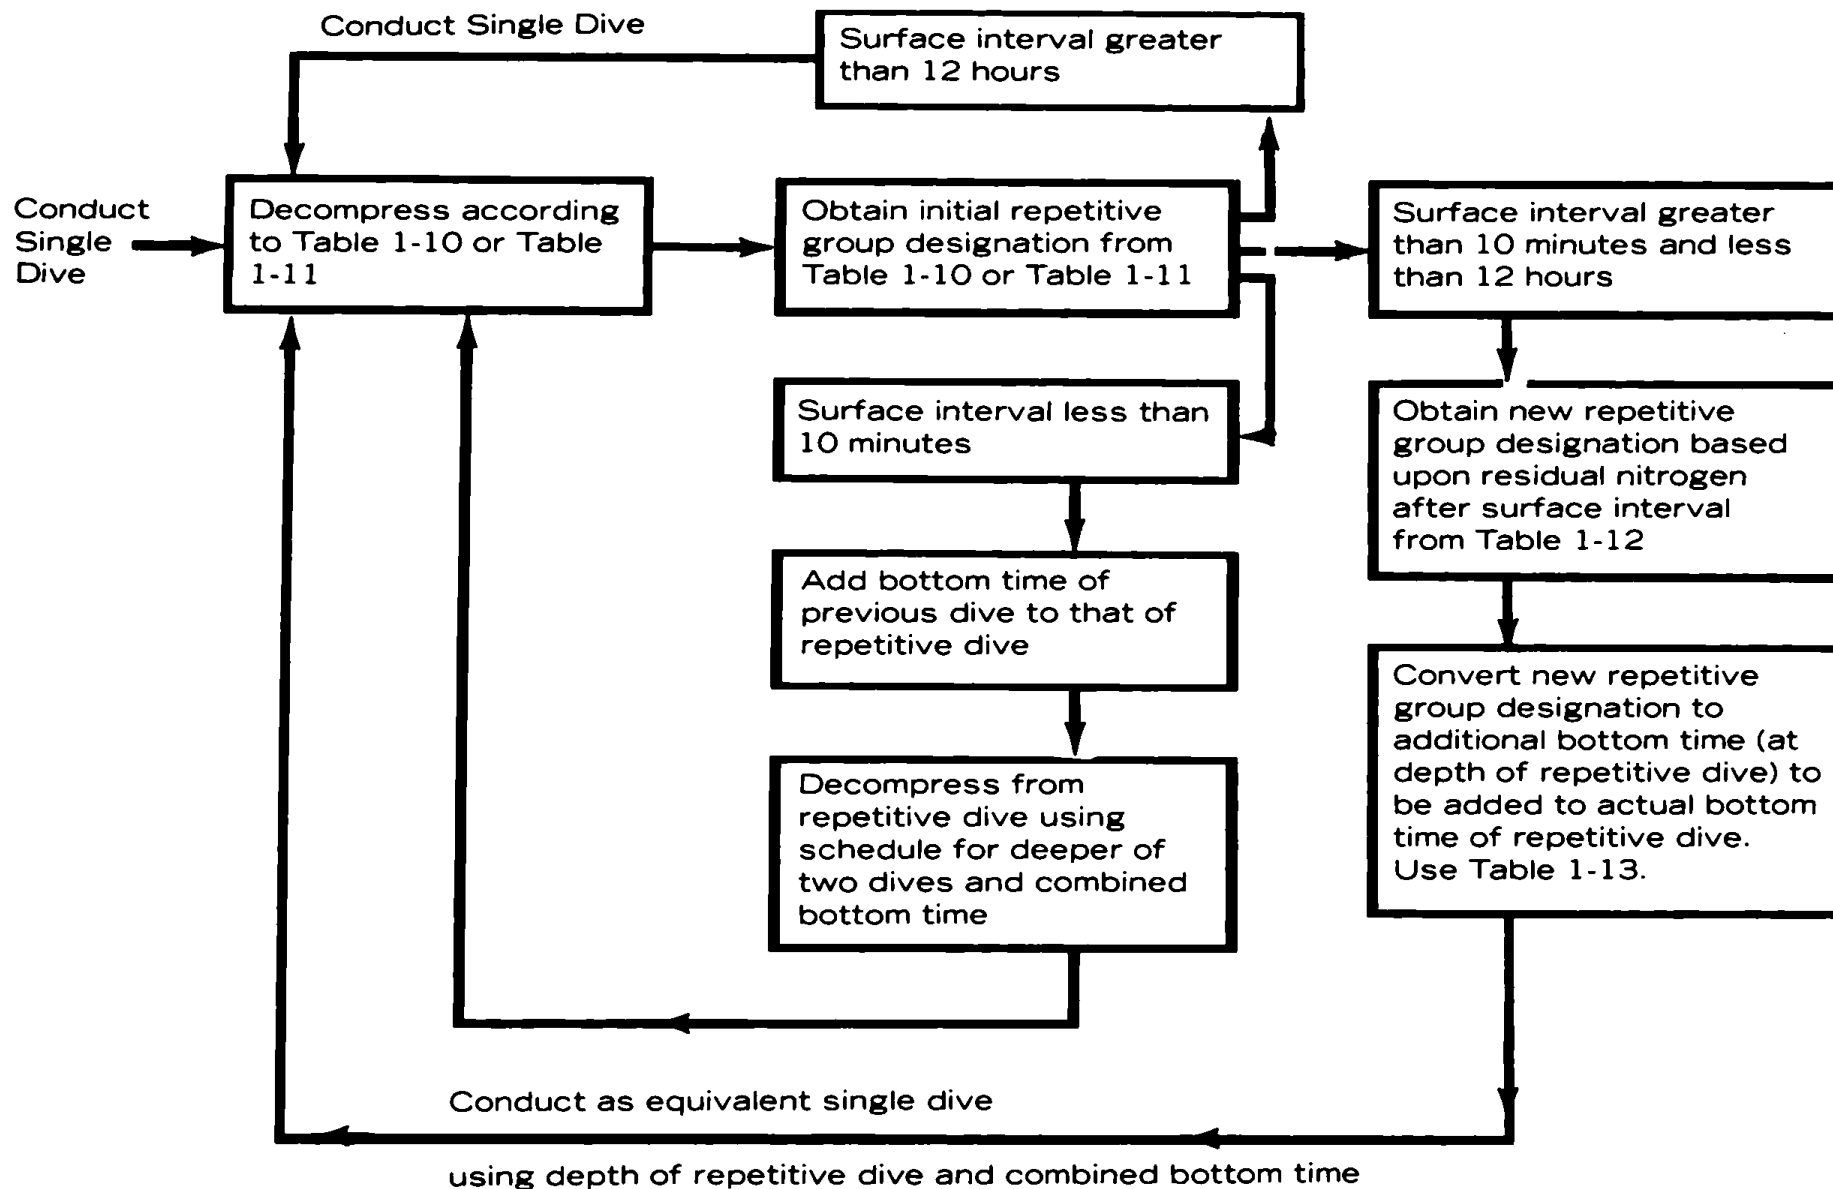 Conduct Single Dive
Surface interval greater
than 12 hours
Conduct
Single
Dive
Decompress according
to Table 1-10 or Table
1-11
Obtain initial repetitive
group designation from
Table 1-10 or Table 1-11
Surface interval greater
than 10 minutes and less
than 12 hours
Surface interval less than
10 minutes
Obtain new repetitive
group designation based
upon residual nitrogen
after surface interval
from Table 1-12
Add bottom time of
previous dive to that of
repetitive dive
Convert new repetitive
group designation to
additional bottom time (at
depth of repetitive dive) to
be added to actual bottom
time of repetitive dive.
Use Table 1-13.
Decompress from
repetitive dive using
schedule for deeper of
two dives and combined
bottom time
Conduct as equivalent single dive
using depth of repetitive dive and combined bottom time